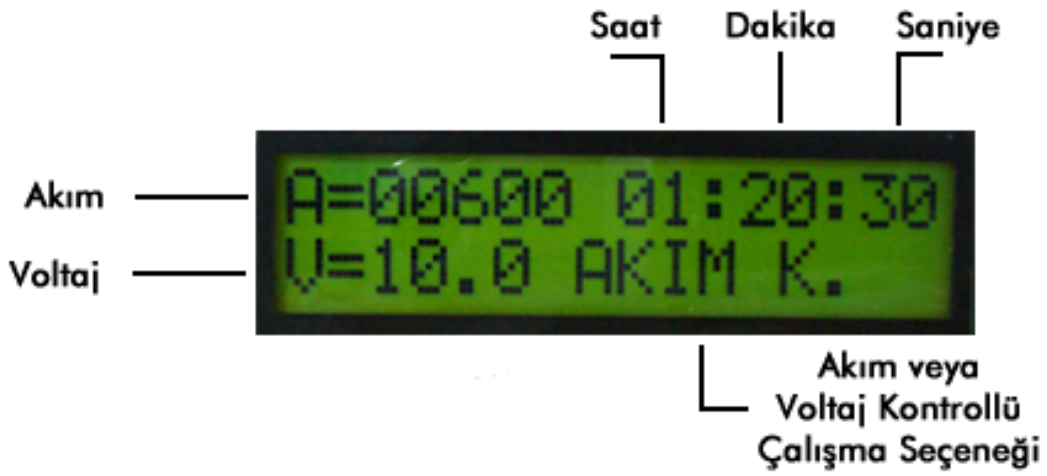 Saat Dakika Saniye
Akım
A=00600 01:20:30
Voltaj
V=10.0 AKIM K.
Akım veya
Voltaj Kontrollü
Çalışma Seçeneği